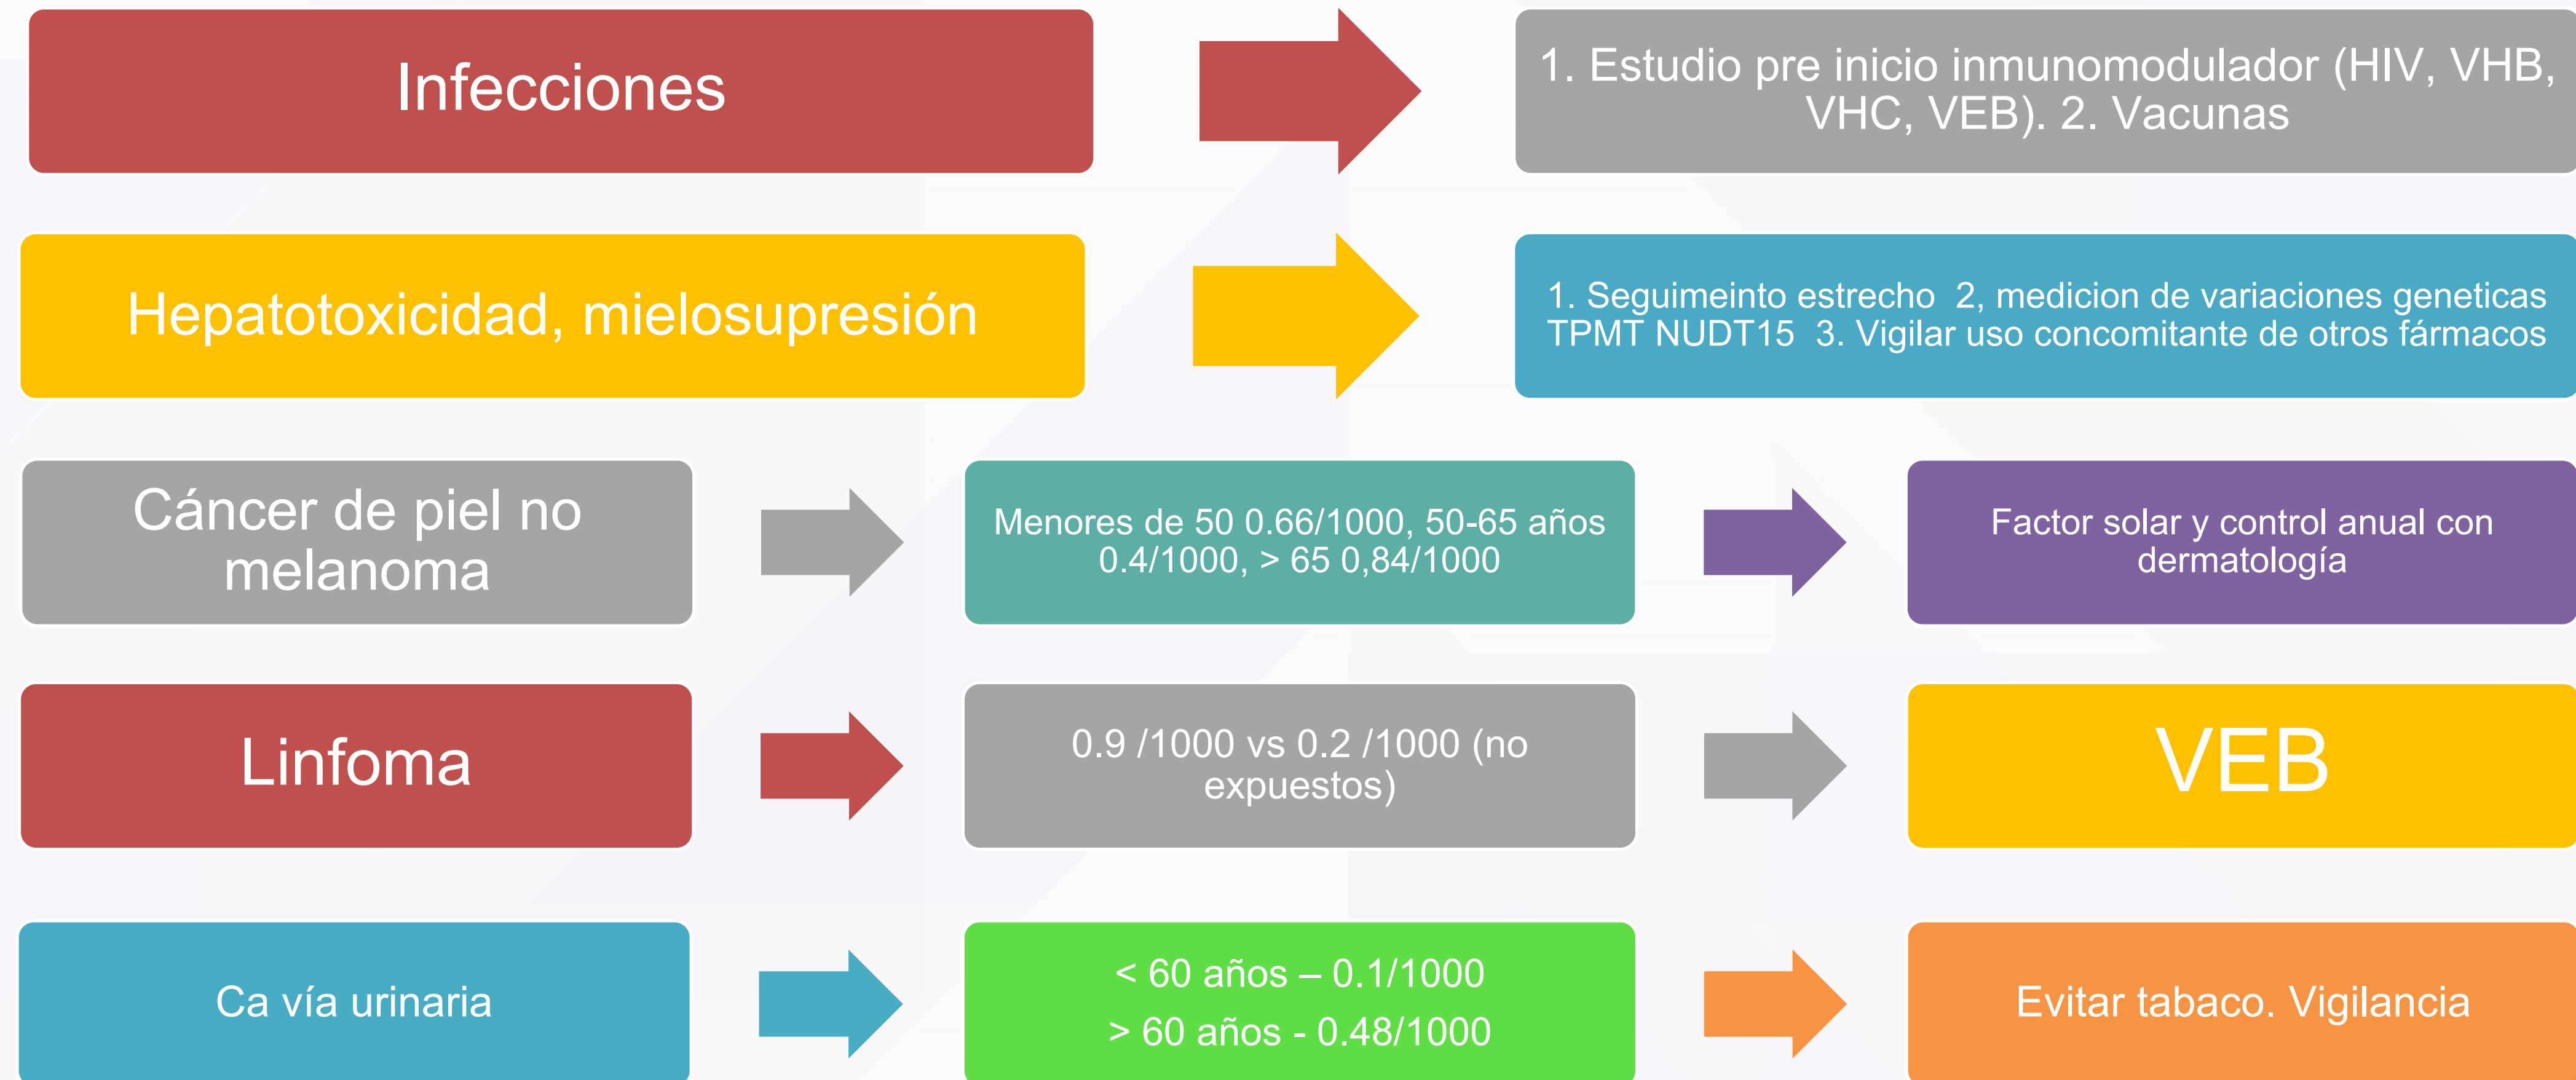 Infecciones
1. Estudio pre inicio inmunomodulador (HIV, VHB,
VHC, VEB). 2. Vacunas
Hepatotoxicidad, mielosupresión
1. Seguimeinto estrecho 2, medicion de variaciones geneticas
TPMT NUDT15 3. Vigilar uso concomitante de otros fármacos
Cáncer de piel no
melanoma
Menores de 50 0.66/1000, 50-65 años
0.4/1000, > 65 0,84/1000
Factor solar y control anual con
dermatología
Linfoma
0.9 /1000 vs 0.2 /1000 (no
expuestos)
VEB
Ca vía urinaria
< 60 años – 0.1/1000
> 60 años - 0.48/1000
Evitar tabaco. Vigilancia